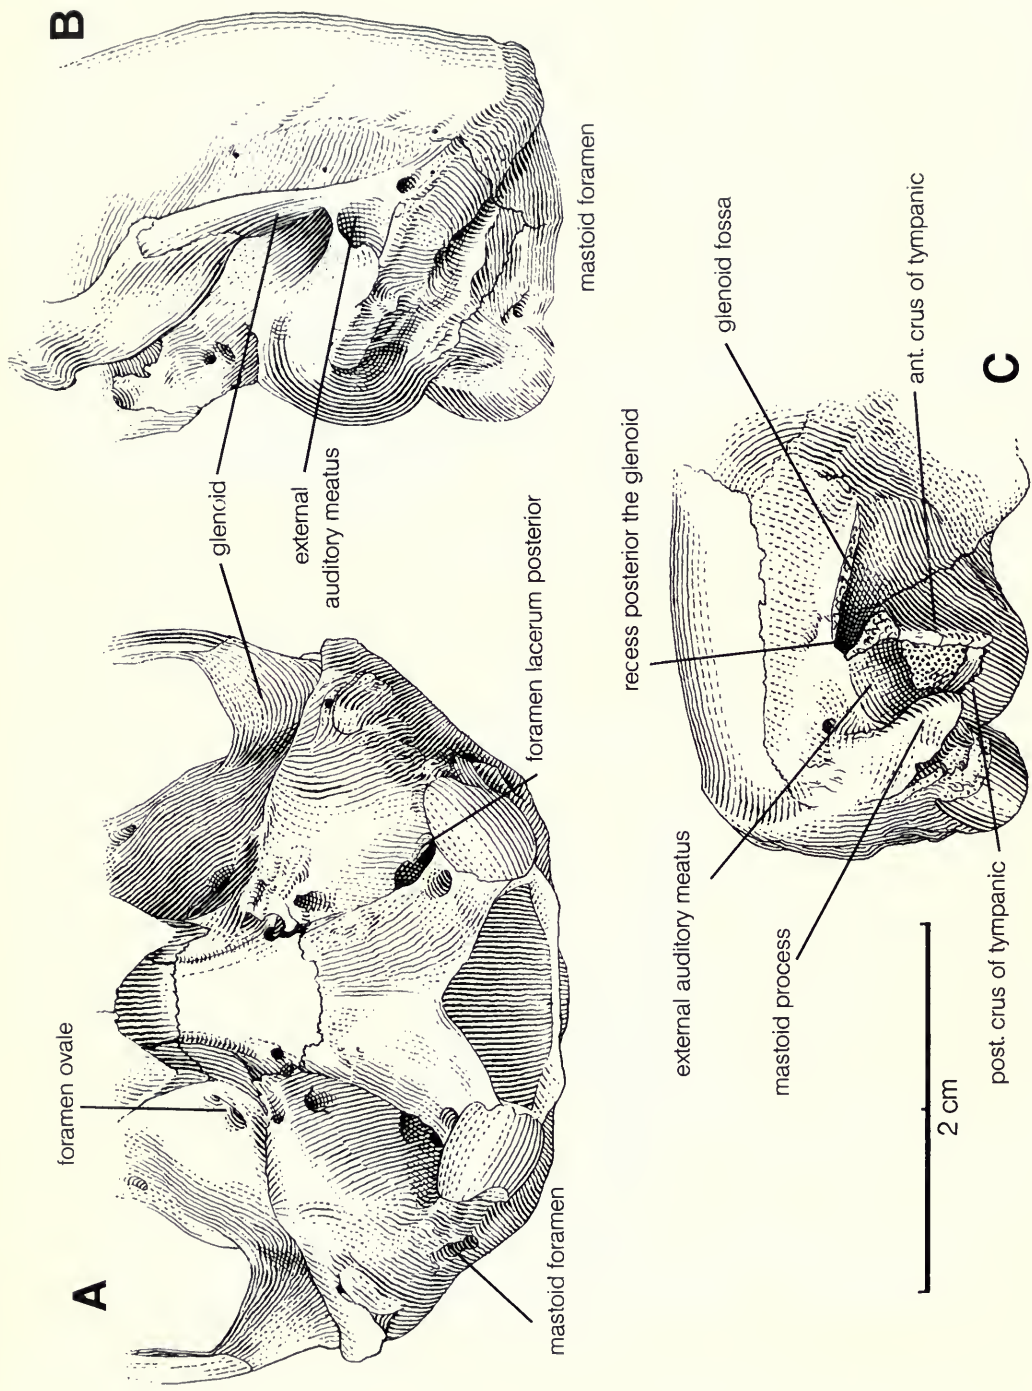 A
foramen ovale
mastoid foramen
foramen lacerum posterior
glenoid
external
auditory meatus
B
mastoid foramen
recess posterior the glenoid
glenoid fossa
external auditory meatus
mastoid process
post. crus of tympanic
ant. crus of tympanic
C
2 cm